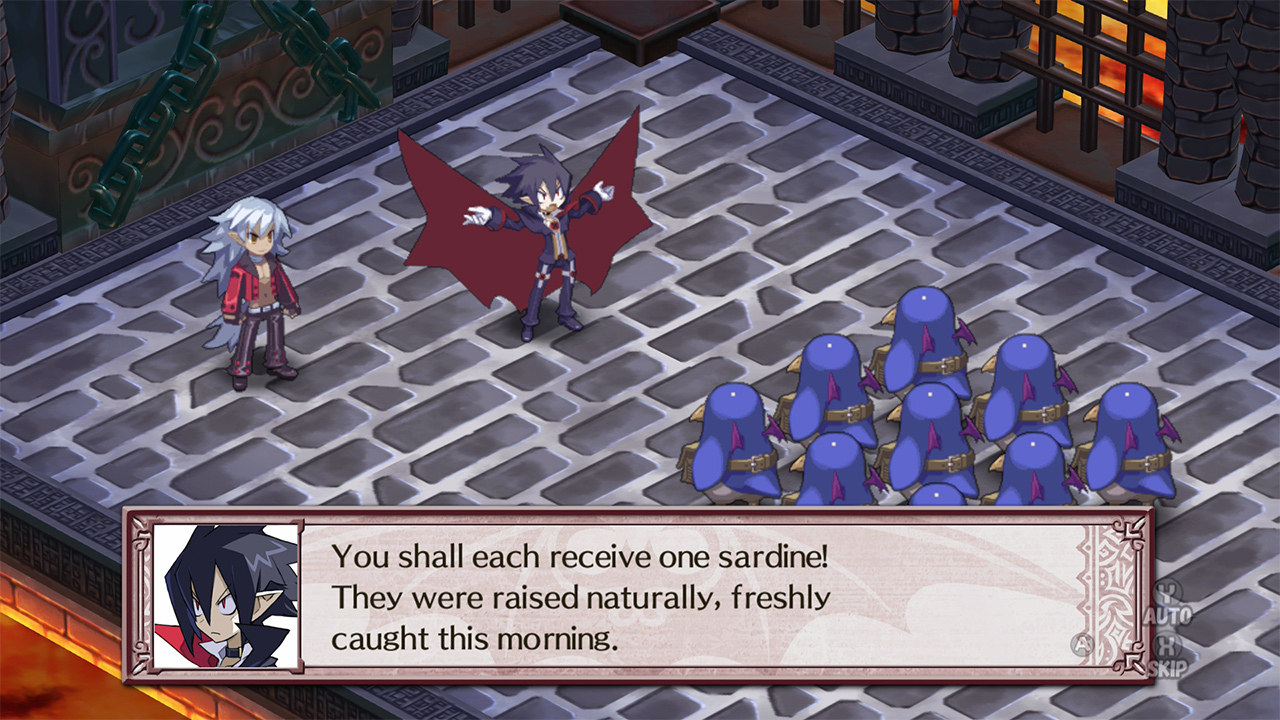 You shall each receive one sardine!
They were raised naturally, freshly
caught this morning.
Y
AUTO
A
X
SKIP